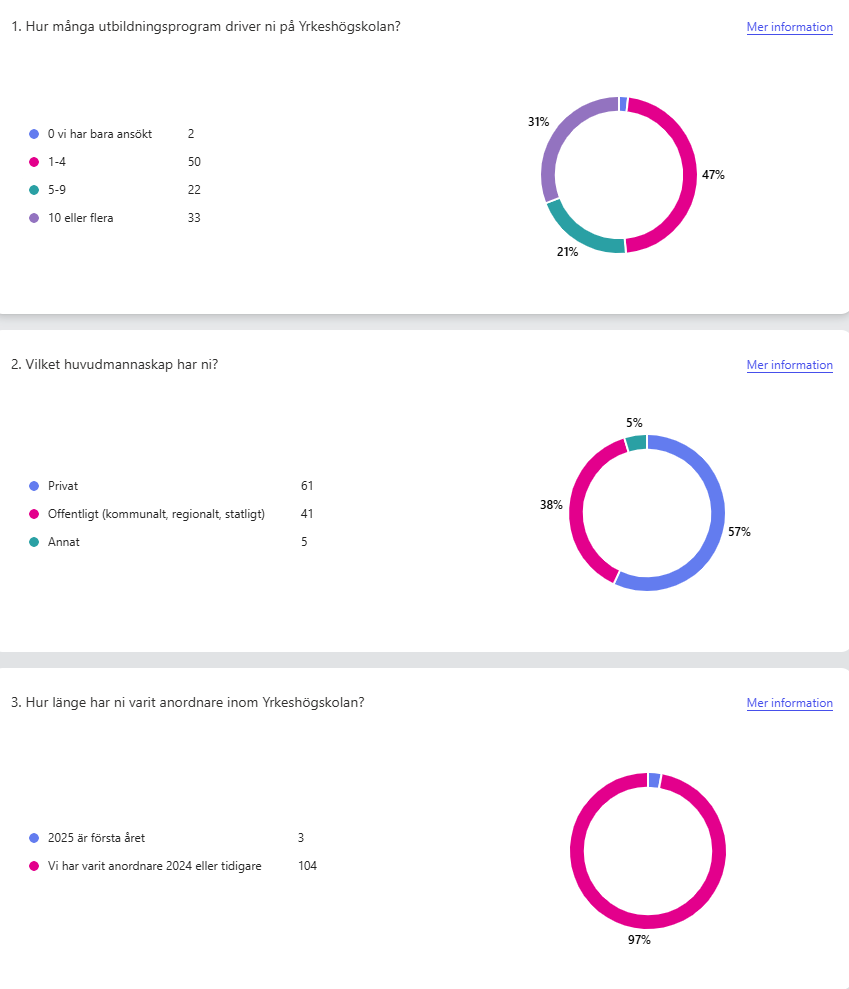 1. Hur många utbildningsprogram driver ni på Yrkeshögskolan?
Mer information
0 vi har bara ansökt 2
1-4 50
5-9 22
10 eller flera 33
31%
47%
21%
2. Vilket huvudmannaskap har ni?
Mer information
Privat 61
Offentligt (kommunalt, regionalt, statligt) 41
Annat 5
5%
38%
57%
3. Hur länge har ni varit anordnare inom Yrkeshögskolan?
Mer information
2025 är första året 3
Vi har varit anordnare 2024 eller tidigare 104
97%